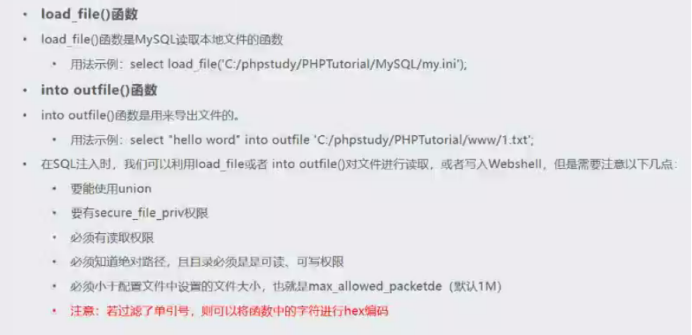 load_file()函数
load_file()函数是MySQL读取本地文件的函数
用法示例：select load_file('C:/phpstudy/PHPTutorial/MySQL/my.ini');
into outfile()函数
into outfile()函数是用来导出文件的。
用法示例：select "hello word" into outfile 'C:/phpstudy/PHPTutorial/www/1.txt';
在SQL注入时，我们可以利用load_file或者 into outfile()对文件进行读取，或者写入Webshell，但是需要注意以下几点：
要能使用union
要有secure_file_priv权限
必须有读取权限
必须知道绝对路径，且目录必须是是可读、可写权限
必须小于配置文件中设置的文件大小，也就是max_allowed_packetde（默认1M）
注意：若过滤了单引号，则可以将函数中的字符进行hex编码